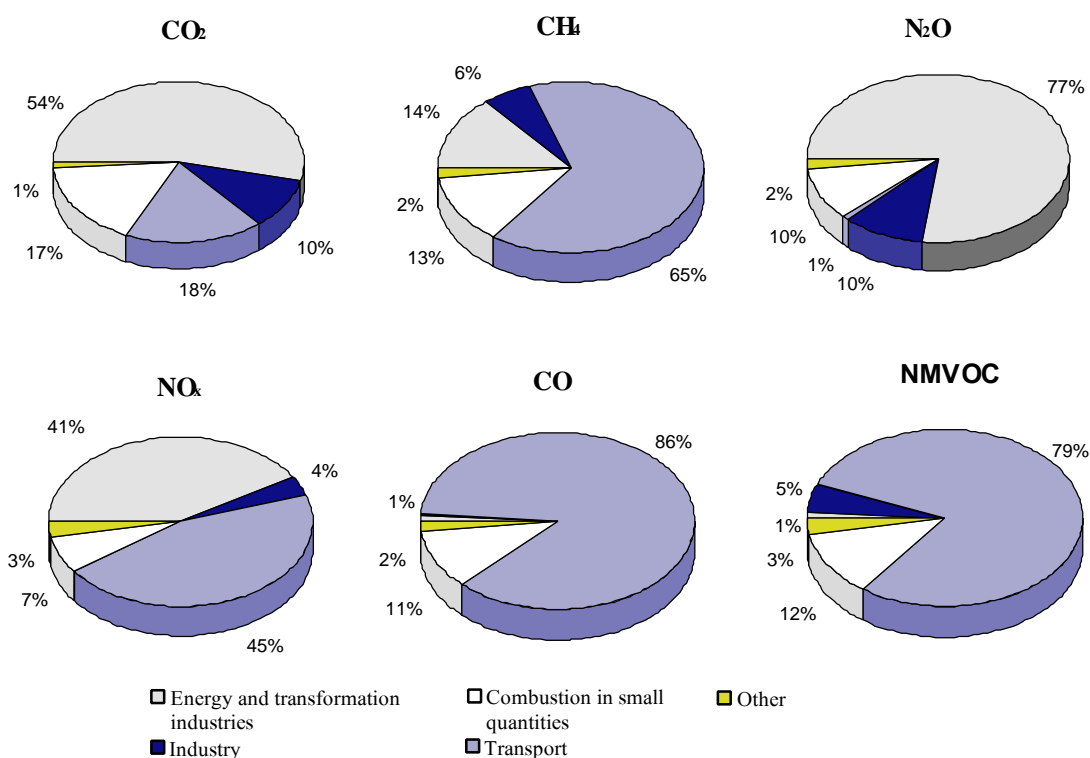 CO₂
CH₄
N₂O
54%
1%
17%
18%
10%
6%
14%
2%
13%
65%
77%
2%
10%
1%
10%
NOₓ
CO
NMVOC
41%
4%
3%
7%
45%
86%
1%
2%
11%
79%
5%
1%
3%
12%
Energy and transformation
industries
Industry
Combustion in small
quantities
Transport
Other